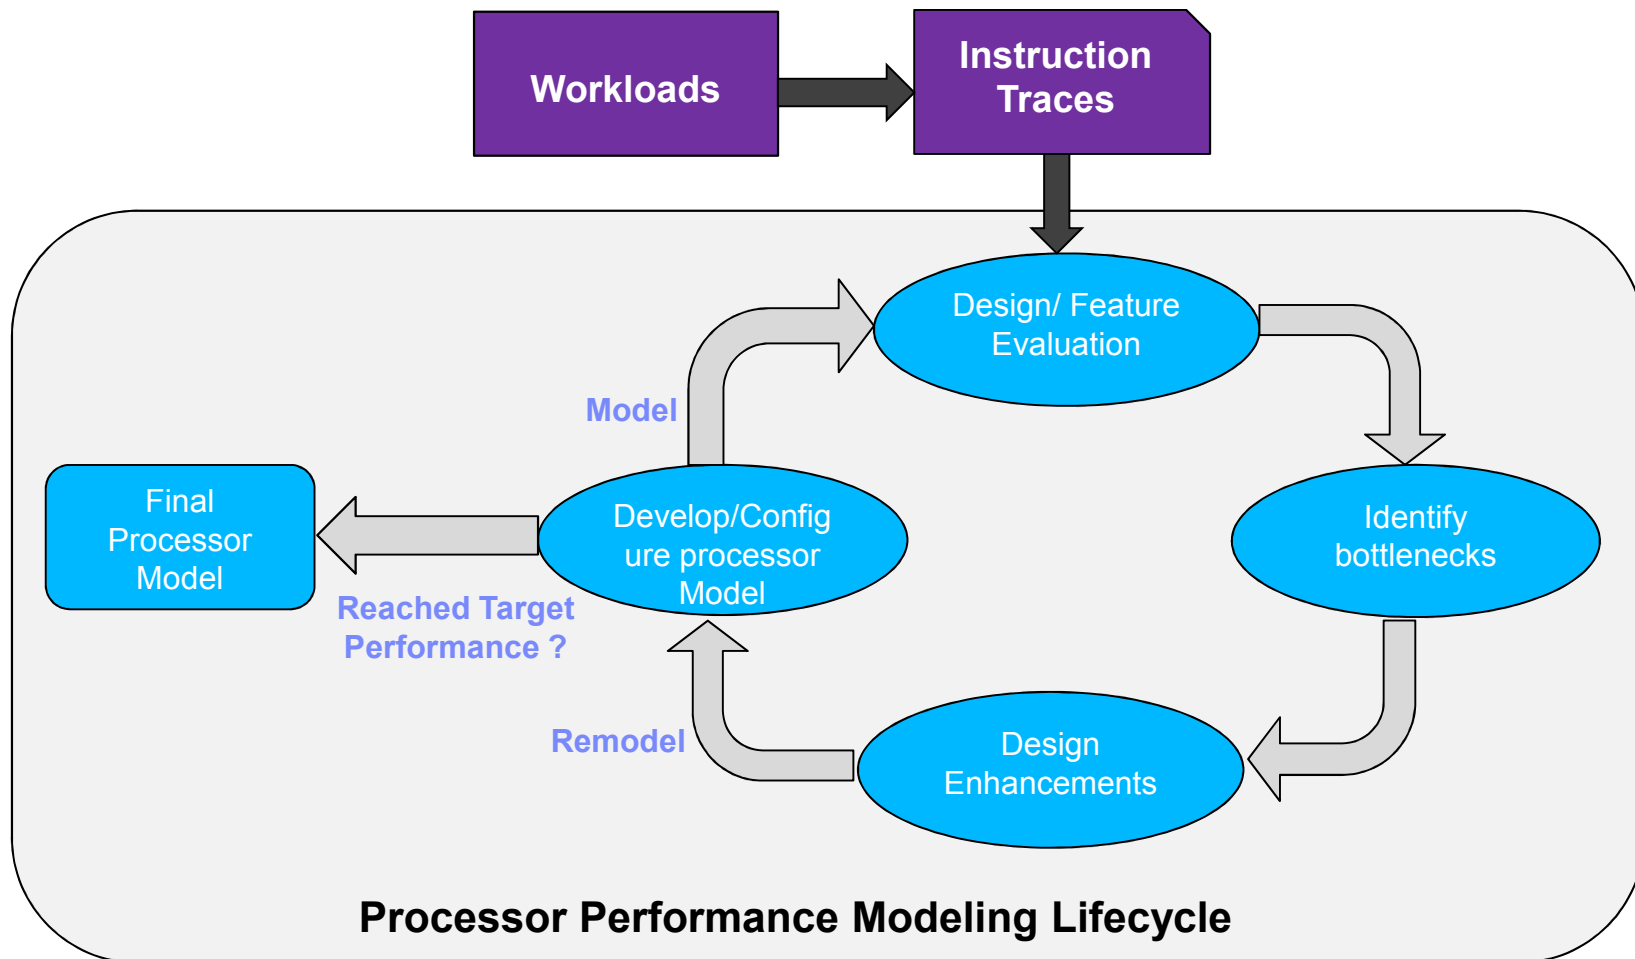 Workloads
Instruction
Traces
Design/ Feature
Evaluation
Model
Final
Processor
Model
Develop/Config
ure processor
Model
Identify
bottlenecks
Reached Target
Performance ?
Remodel
Design
Enhancements
Processor Performance Modeling Lifecycle